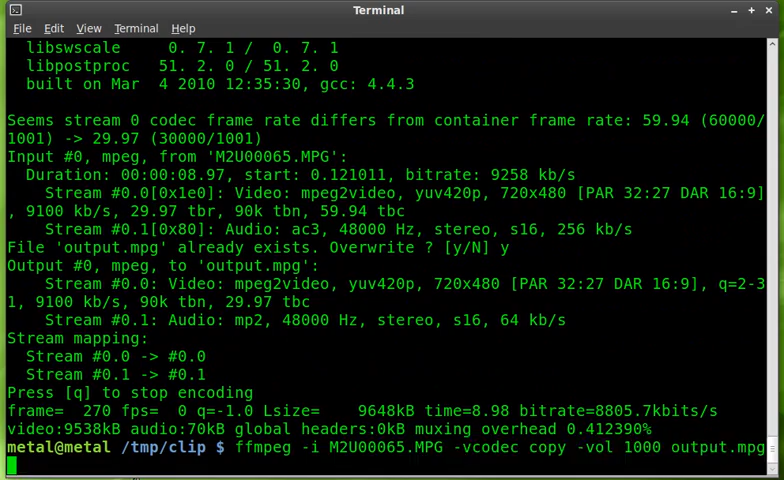 Terminal
File Edit View Terminal Help
libswscale 0. 7. 1 / 0. 7. 1
libpostproc 51. 2. 0 / 51. 2. 0
built on Mar 4 2010 12:35:30, gcc: 4.4.3
Seems stream 0 codec frame rate differs from container frame rate: 59.94 (60000/
1001) -> 29.97 (30000/1001)
Input #0, mpeg, from 'M2U00065.MPG':
Duration: 00:00:08.97, start: 0.121011, bitrate: 9258 kb/s
Stream #0.0[0x1e0]: Video: mpeg2video, yuv420p, 720x480 [PAR 32:27 DAR 16:9]
, 9100 kb/s, 29.97 tbr, 90k tbn, 59.94 tbc
Stream #0.1[0x80]: Audio: ac3, 48000 Hz, stereo, s16, 256 kb/s
File 'output.mpg' already exists. Overwrite ? [y/N] y
Output #0, mpeg, to 'output.mpg':
Stream #0.0: Video: mpeg2video, yuv420p, 720x480 [PAR 32:27 DAR 16:9], q=2-3
1, 9100 kb/s, 90k tbn, 29.97 tbc
Stream #0.1: Audio: mp2, 48000 Hz, stereo, s16, 64 kb/s
Stream mapping:
Stream #0.0 -> #0.0
Stream #0.1 -> #0.1
Press [q] to stop encoding
frame= 270 fps= 0 q=-1.0 Lsize= 9648kB time=8.98 bitrate=8805.7kbits/s
video:9538kB audio:70kB global headers:0kB muxing overhead 0.412390%
metal@metal /tmp/clip $ ffmpeg -i M2U00065.MPG -vcodec copy -vol 1000 output.mpg